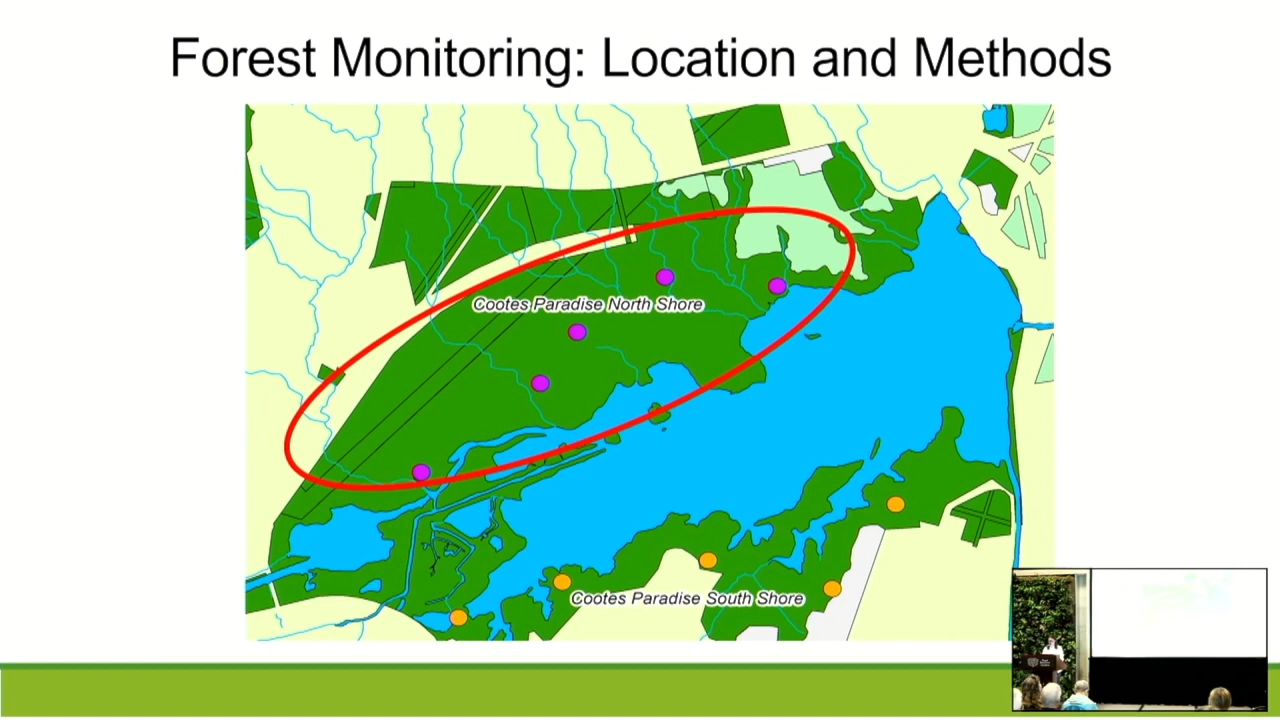 Forest Monitoring: Location and Methods
Cootes Paradise North Shore
Cootes Paradise South Shore